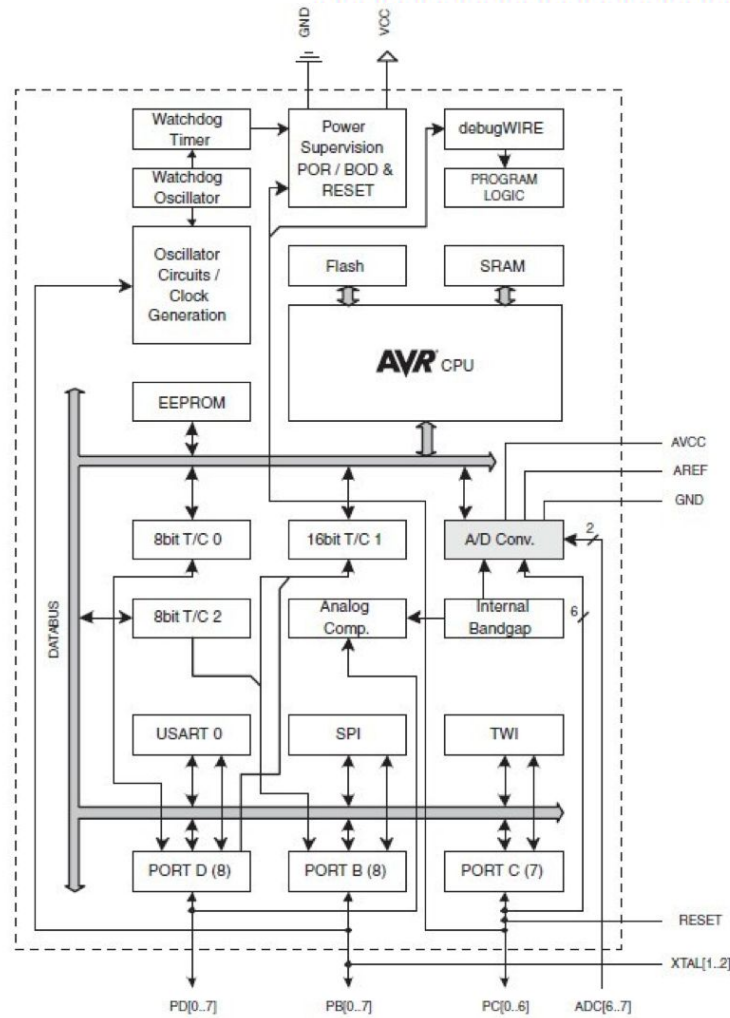 GND
VCC
Watchdog
Timer
Power
Supervision
POR / BOD &
RESET
debugWIRE
Watchdog
Oscillator
PROGRAM
LOGIC
Oscillator
Circuits /
Clock
Generation
Flash
SRAM
AVR CPU
EEPROM
AVCC
AREF
GND
8bit T/C 0
16bit T/C 1
A/D Conv.
2
8bit T/C 2
Analog
Comp.
Internal
Bandgap
6
DATABUS
USART 0
SPI
TWI
PORT D (8)
PORT B (8)
PORT C (7)
RESET
XTAL[1..2]
PD[0..7]
PB[0..7]
PC[0..6]
ADC[6..7]